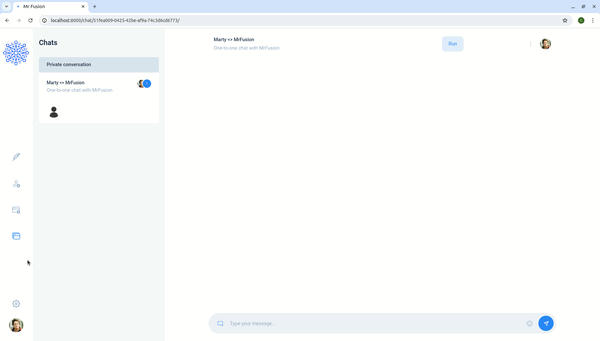 Mr Fusion
localhost:8000/chat/51fea009-0425-425e-af9a-74c3d6cd6773/
Chats
Private conversation
Marty <> MrFusion
One-to-one chat with MrFusion
Marty <> MrFusion
One-to-one chat with MrFusion
Run
Type your message...